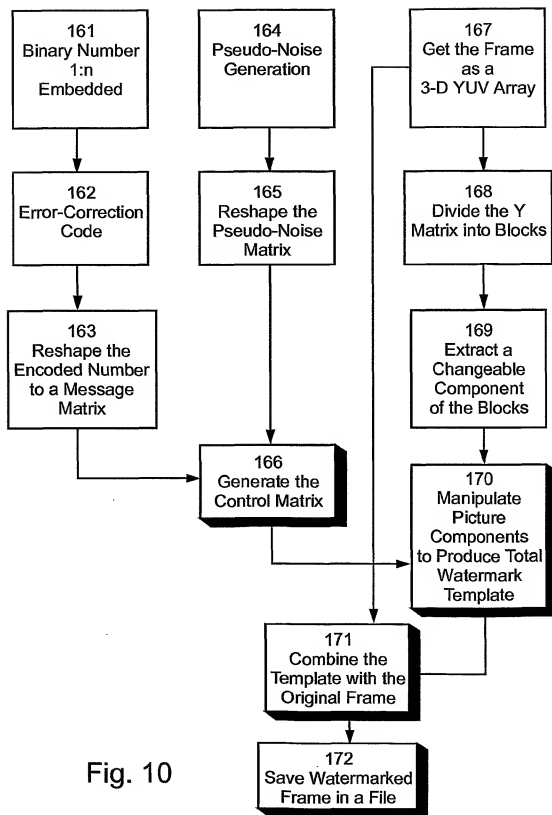 161
Binary Number
1:n
Embedded
164
Pseudo-Noise
Generation
167
Get the Frame
as a
3-D YUV Array
162
Error-Correction
Code
165
Reshape the
Pseudo-Noise
Matrix
168
Divide the Y
Matrix into Blocks
163
Reshape the
Encoded Number
to a Message
Matrix
169
Extract a
Changeable
Component
of the Blocks
166
Generate the
Control Matrix
170
Manipulate
Picture
Components
to Produce Total
Watermark
Template
171
Combine the
Template with the
Original Frame
172
Save Watermarked
Frame in a File
Fig. 10